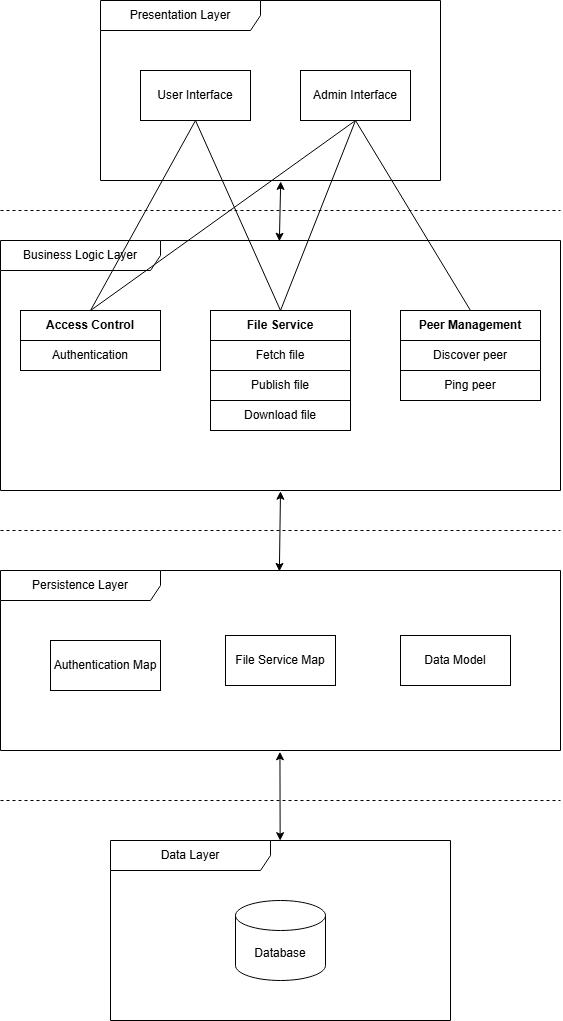 Presentation Layer
User Interface
Admin Interface
Business Logic Layer
Access Control
Authentication
File Service
Fetch file
Publish file
Download file
Peer Management
Discover peer
Ping peer
Persistence Layer
Authentication Map
File Service Map
Data Model
Data Layer
Database